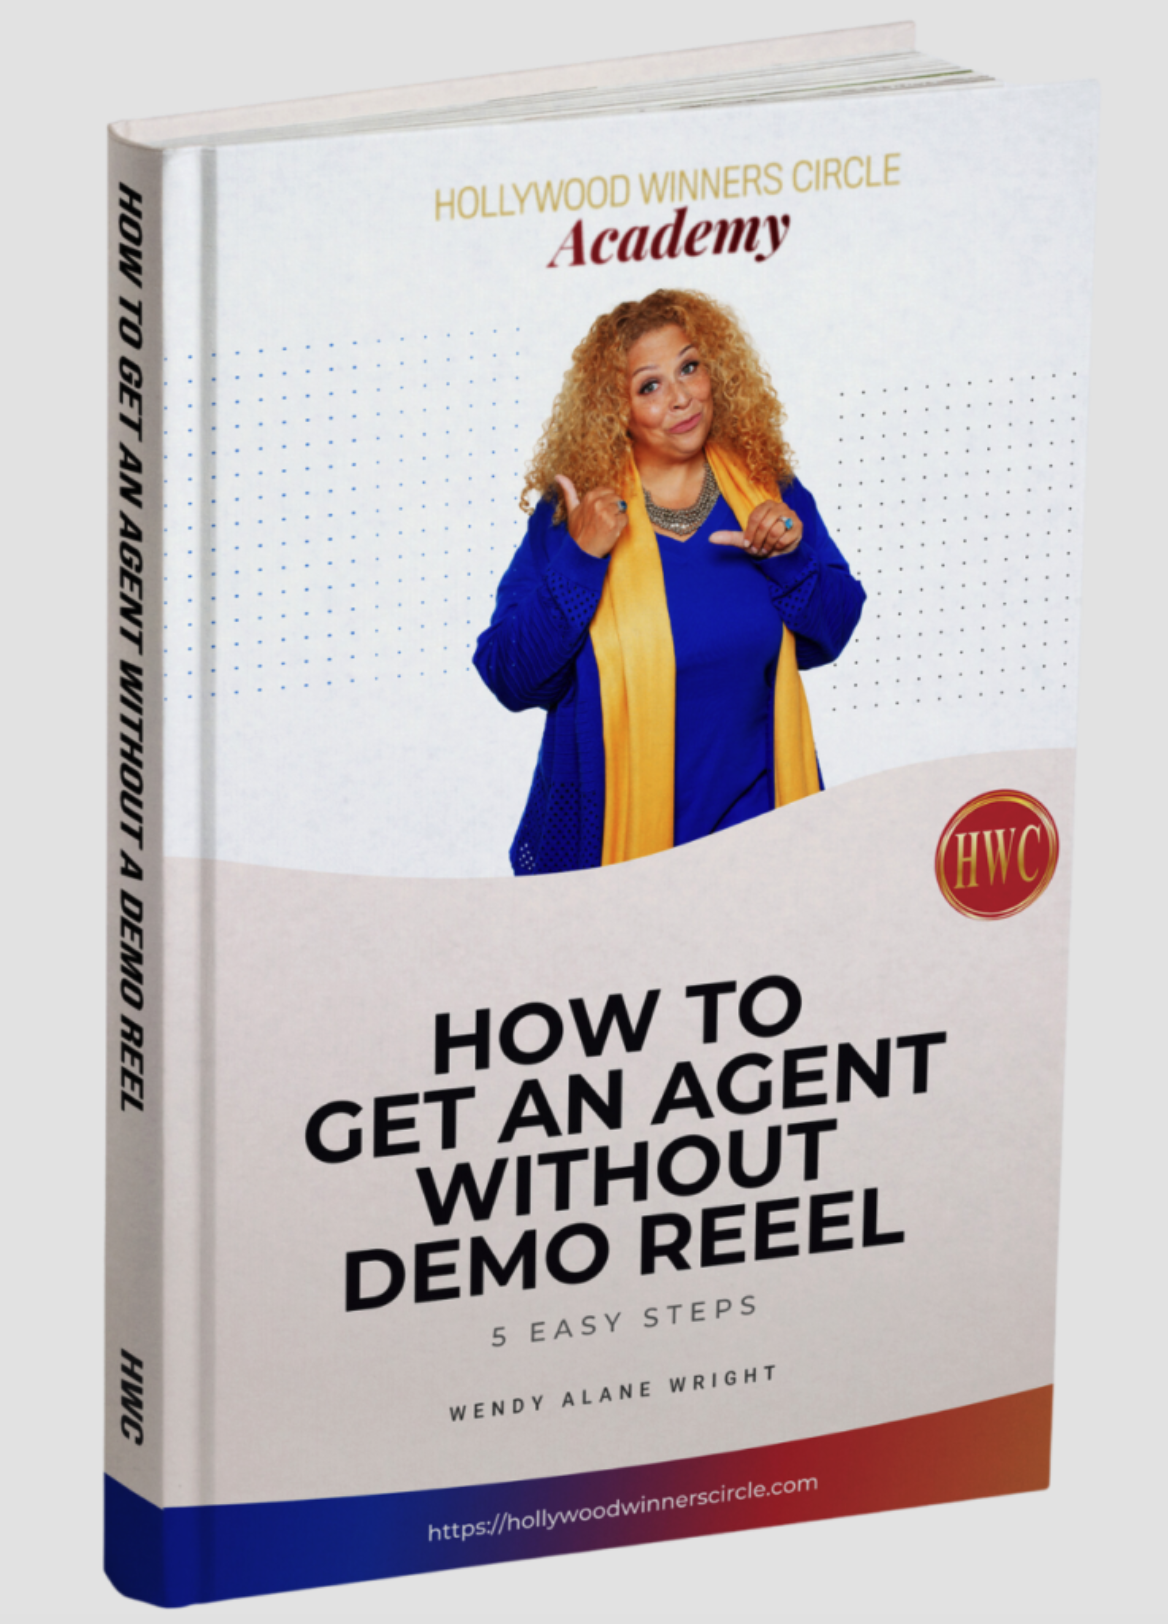 HOLLYWOOD WINNERS CIRCLE
Academy
HWC
HOW TO
GET AN AGENT
WITHOUT
DEMO REEEL
5 EASY STEPS
WENDY ALANE WRIGHT
https://hollywoodwinnerscircle.com
HOW TO GET AN AGENT WITHOUT A DEMO REEL
HWC